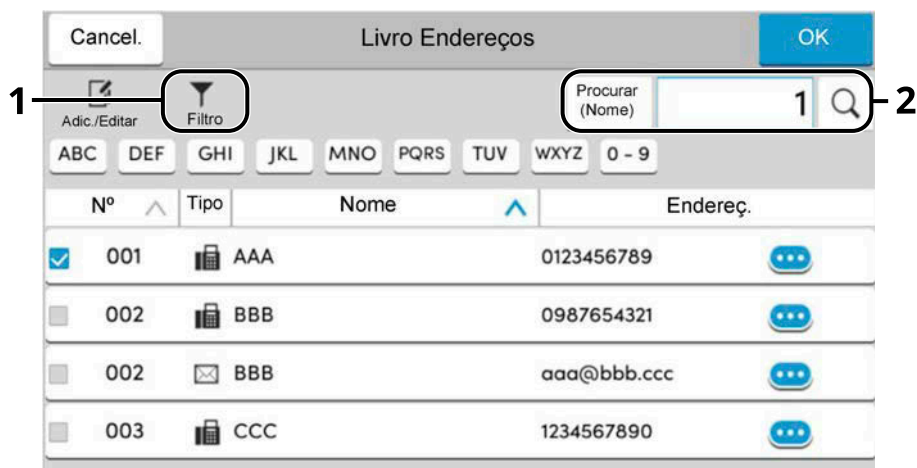 Cancel. Livro Endereços OK
1 Adic./Editar Filtro Procurar (Nome) 1 2
ABC DEF GHI JKL MNO PQRS TUV WXYZ 0 - 9
Nº Tipo Nome Endereç.
001 AAA 0123456789
002 BBB 0987654321
002 BBB aaa@bbb.ccc
003 CCC 1234567890